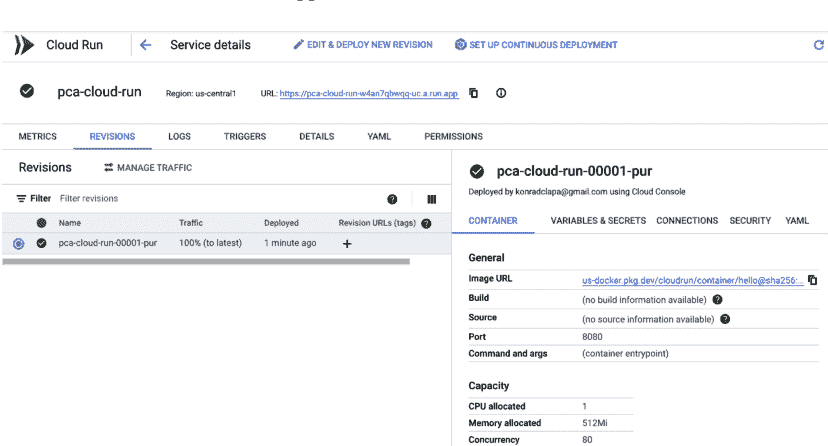 Cloud Run
Service details
EDIT & DEPLOY NEW REVISION
SET UP CONTINUOUS DEPLOYMENT
pca-cloud-run
Region: us-central1
URL: https://pca-cloud-run-w4an7qbwqq-uc.a.run.app
METRICS REVISIONS LOGS TRIGGERS DETAILS YAML PERMISSIONS
Revisions
MANAGE TRAFFIC
Filter Filter revisions
Name Traffic Deployed Revision URLs (tags)
pca-cloud-run-00001-pur 100% (to latest) 1 minute ago
pca-cloud-run-00001-pur
Deployed by konradclapa@gmail.com using Cloud Console
CONTAINER VARIABLES & SECRETS CONNECTIONS SECURITY YAML
General
Image URL us-docker.pkg.dev/cloudrun/container/hello@sha256:...
Build (no build information available)
Source (no source information available)
Port 8080
Command and args (container entrypoint)
Capacity
CPU allocated 1
Memory allocated 512Mi
Concurrency 80